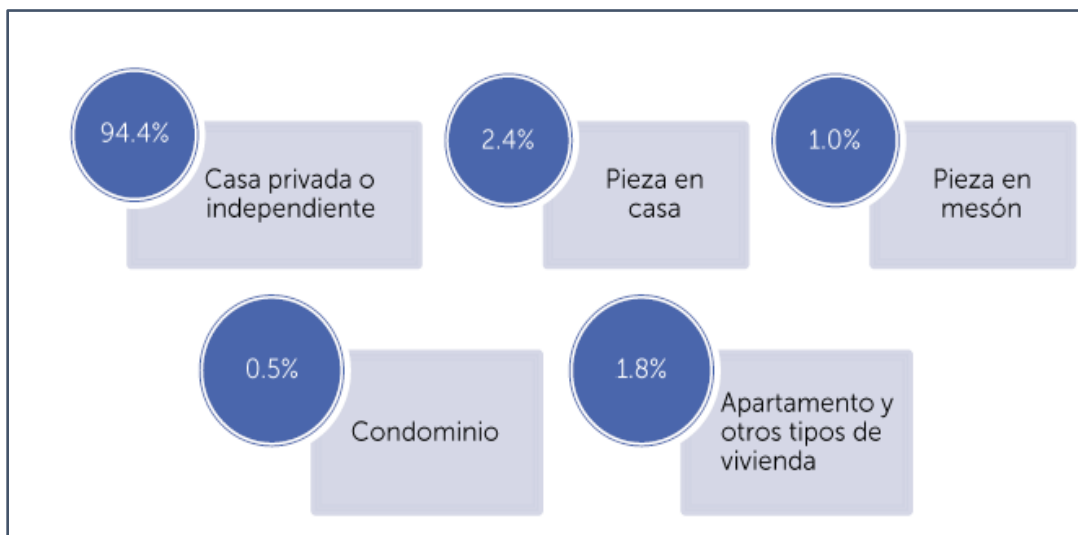 94.4%
Casa privada o
independiente
2.4%
Pieza en
casa
1.0%
Pieza en
mesón
0.5%
Condominio
1.8%
Apartamento y
otros tipos de
vivienda